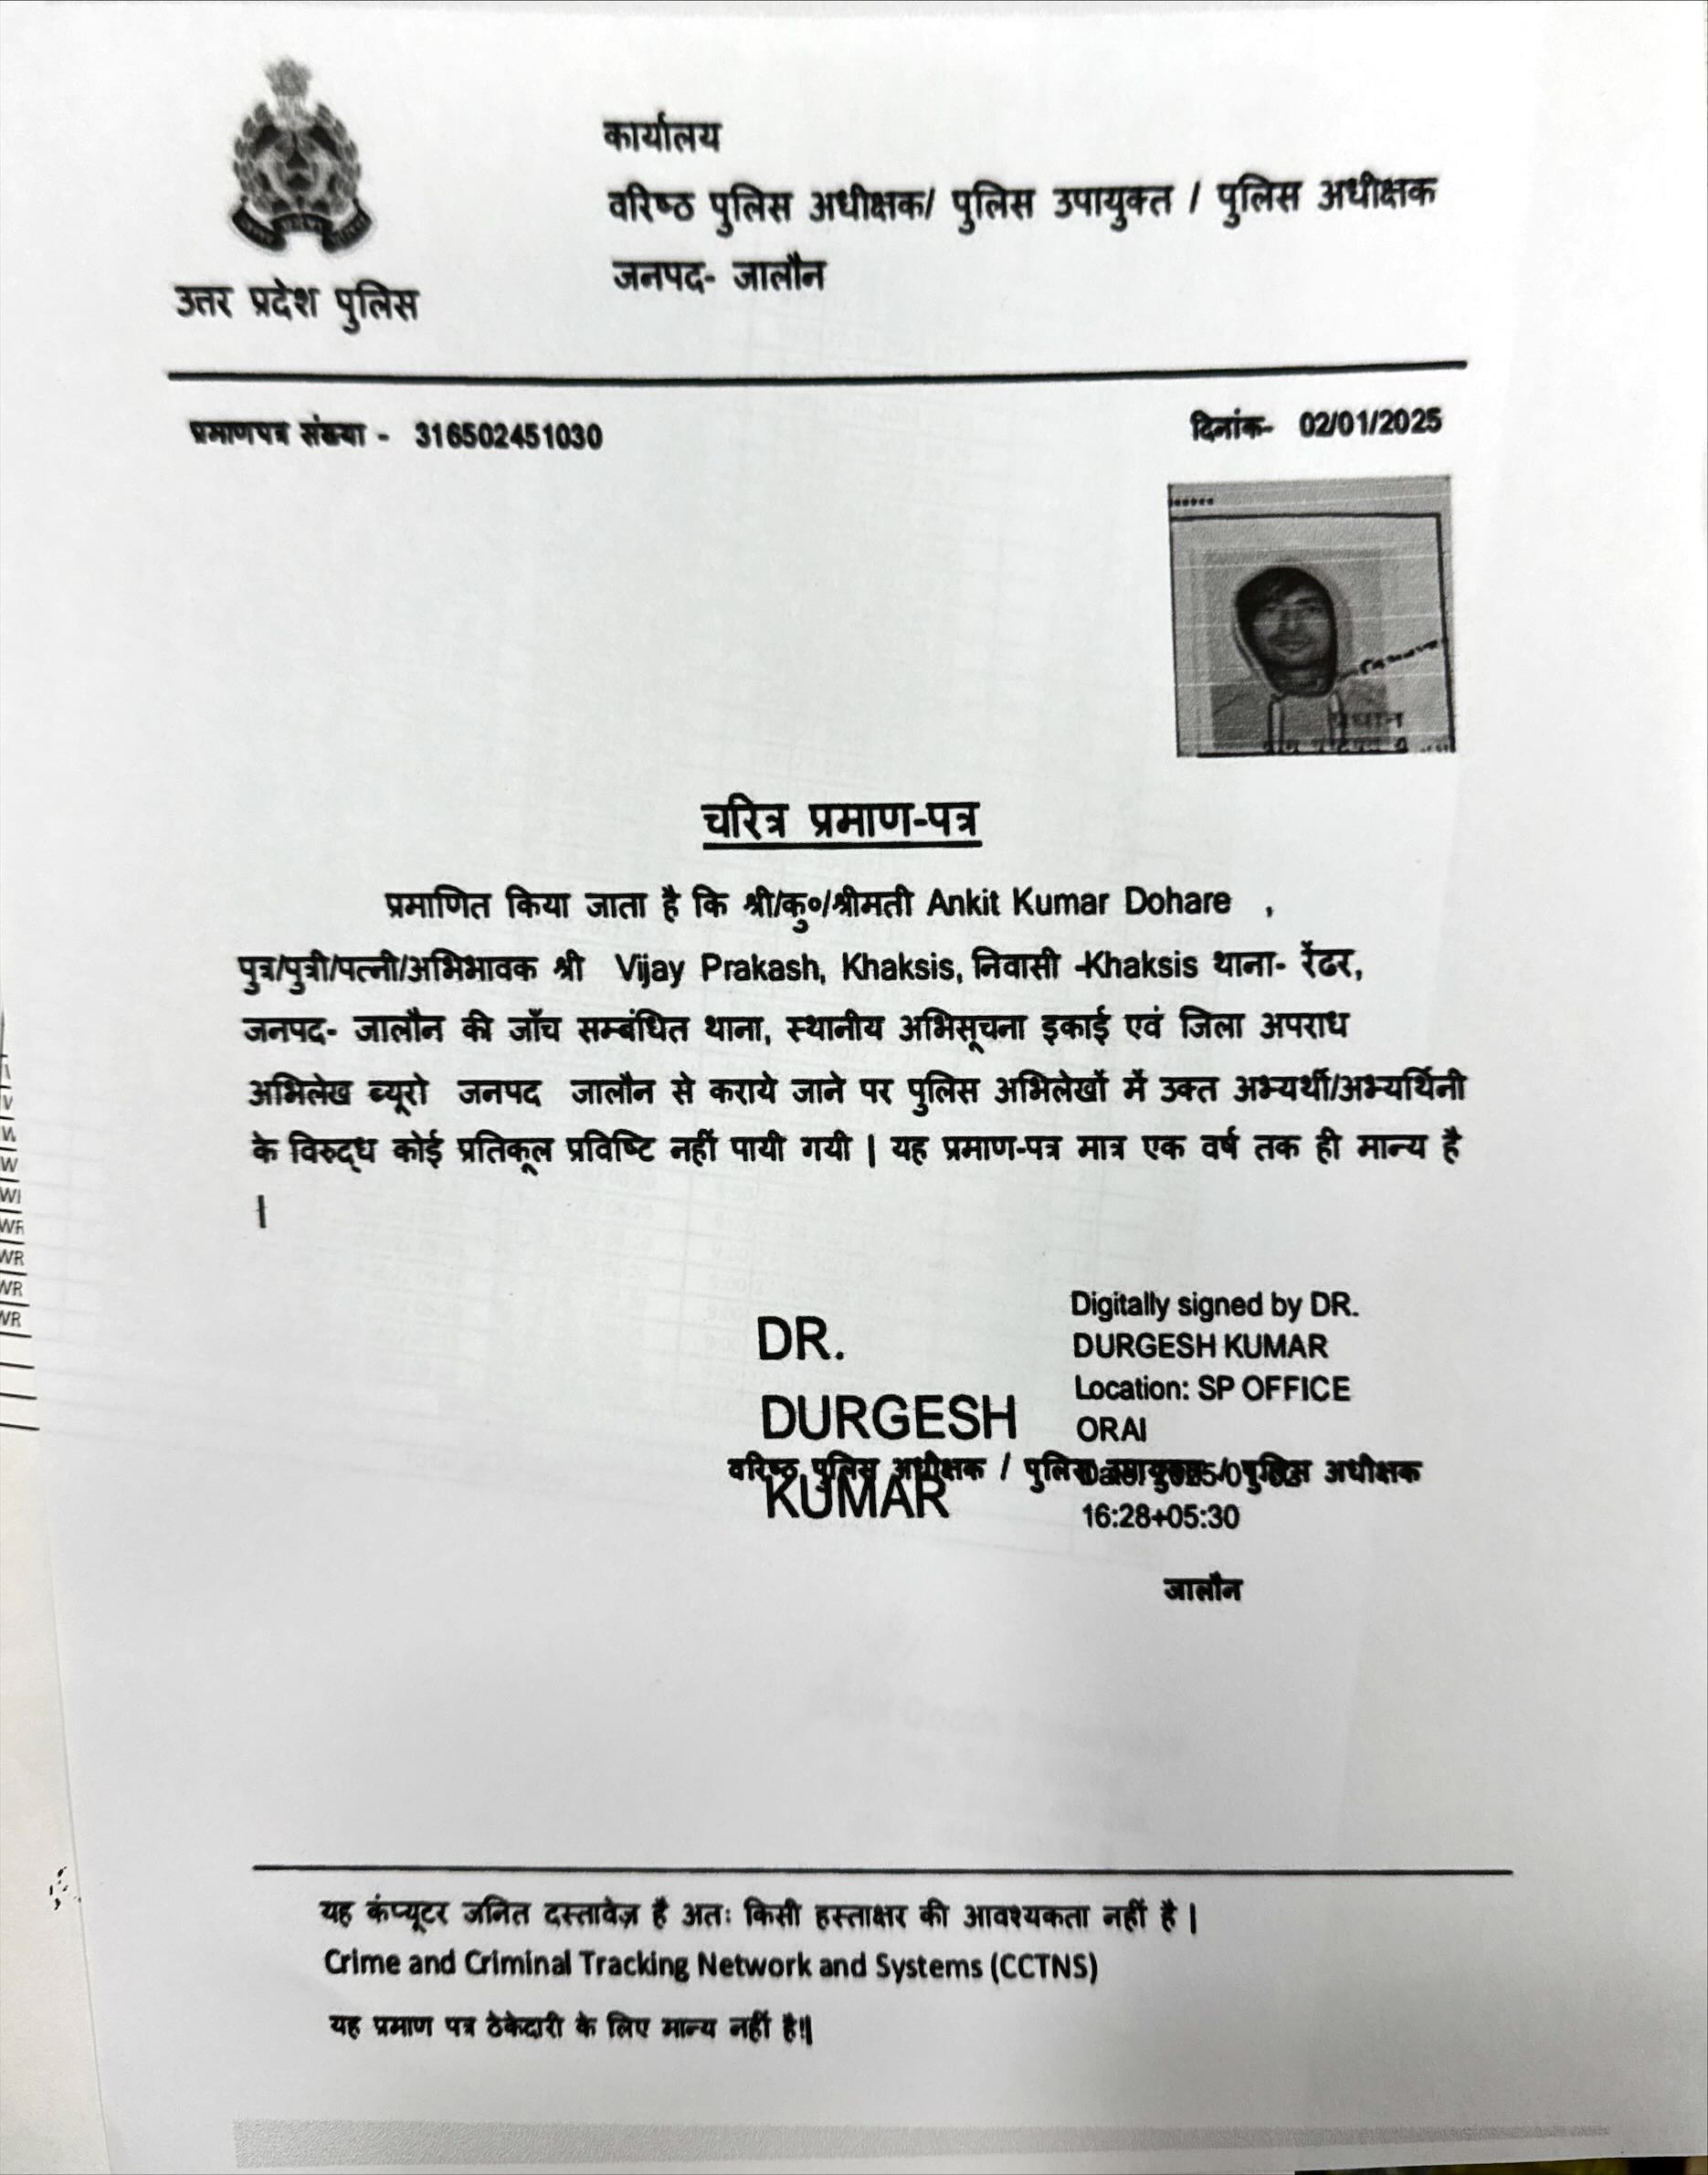 कार्यालय
वरिष्ठ पुलिस अधीक्षक/ पुलिस उपायुक्त / पुलिस अधीक्षक
जनपद- जालौन
उत्तर प्रदेश पुलिस
प्रमाणपत्र संख्या - 316502451030
दिनांक- 02/01/2025
प्रधान
चरित्र प्रमाण-पत्र
प्रमाणित किया जाता है कि श्री/कु०/श्रीमती Ankit Kumar Dohare ,
पुत्र/पुत्री/पत्नी/अभिभावक श्री Vijay Prakash, Khaksis, निवासी -Khaksis थाना- रेंढर,
जनपद- जालौन की जाँच सम्बंधित थाना, स्थानीय अभिसूचना इकाई एवं जिला अपराध
अभिलेख ब्यूरो जनपद जालौन से कराये जाने पर पुलिस अभिलेखों में उक्त अभ्यर्थी/अभ्यर्थिनी
के विरुद्ध कोई प्रतिकूल प्रविष्टि नहीं पायी गयी | यह प्रमाण-पत्र मात्र एक वर्ष तक ही मान्य है
|
DR.
DURGESH
KUMAR
Digitally signed by DR.
DURGESH KUMAR
Location: SP OFFICE
ORAI
वरिष्ठ पुलिस अधीक्षक / पुलिस उपायुक्त / पुलिस अधीक्षक
16:28+05:30
जालौन
यह कंप्यूटर जनित दस्तावेज़ है अतः किसी हस्ताक्षर की आवश्यकता नहीं है |
Crime and Criminal Tracking Network and Systems (CCTNS)
यह प्रमाण पत्र ठेकेदारी के लिए मान्य नहीं है!|
W
WI
WR
WR
WR
WR